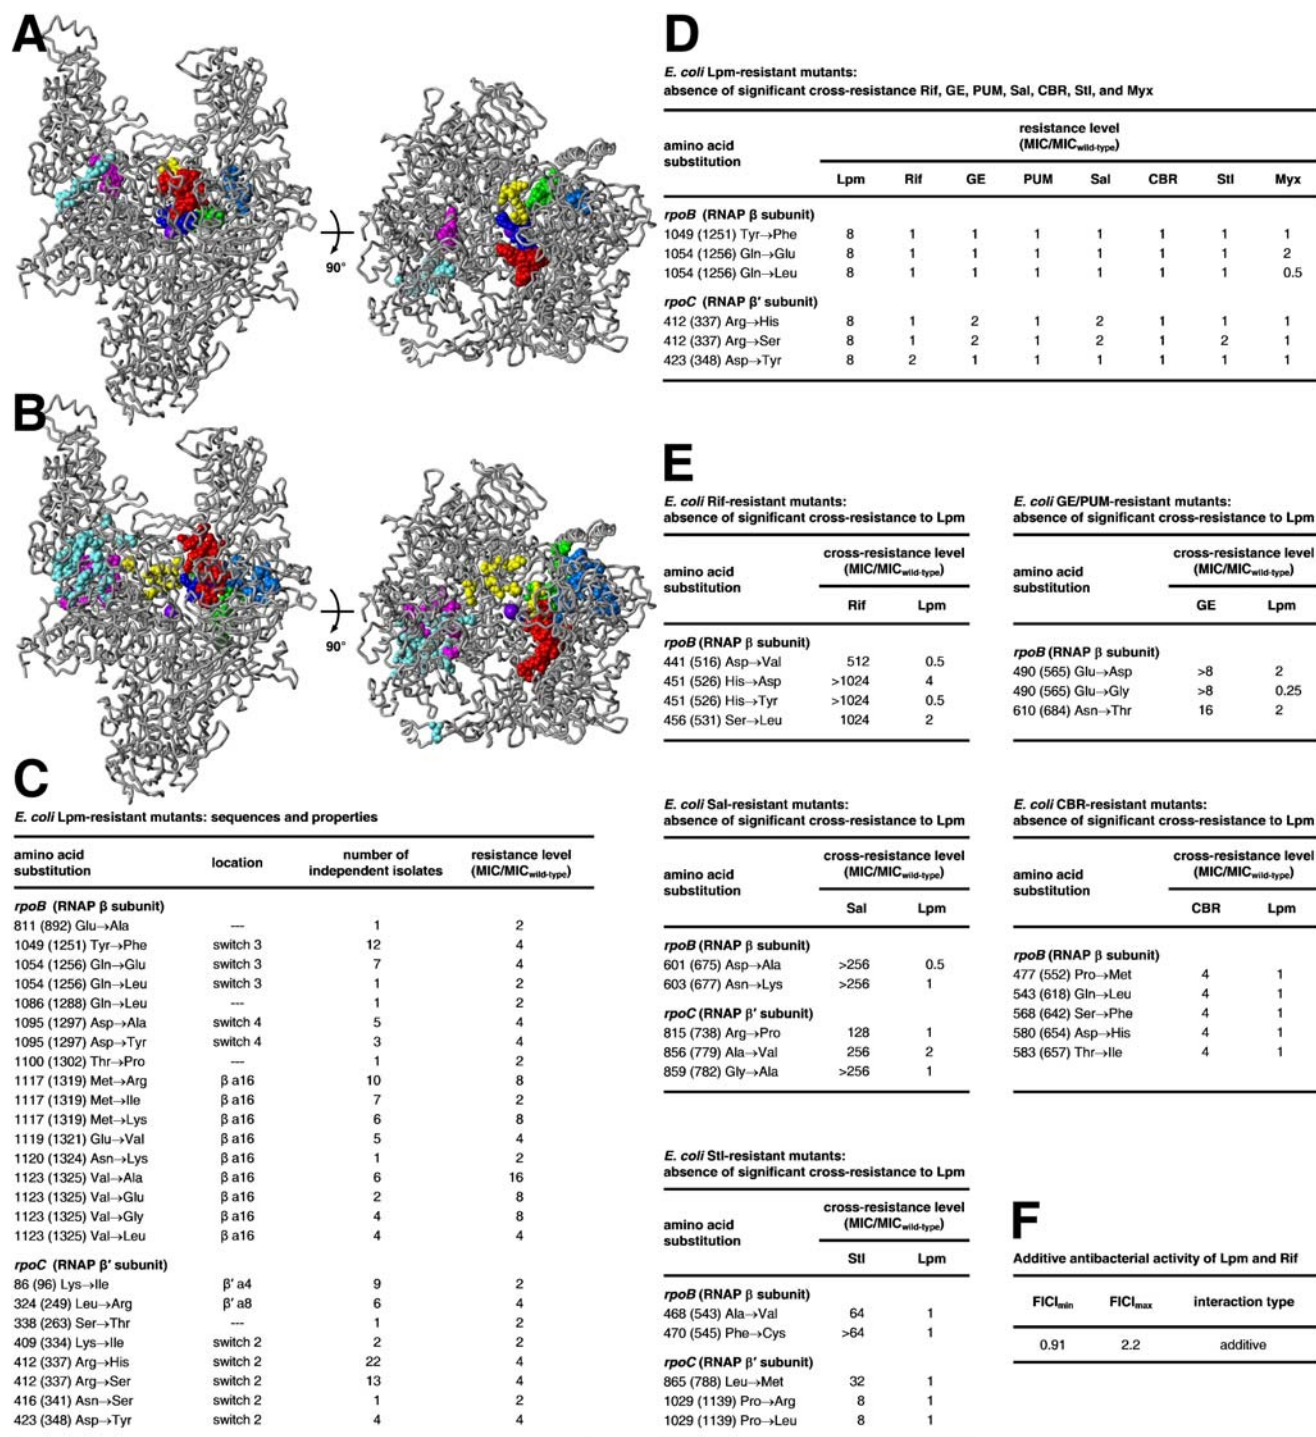 A
90°
B
90°
C
E. coli Lpm-resistant mutants: sequences and properties
amino acid substitution location number of independent isolates resistance level (MIC/MICwild-type)
rpoB (RNAP β subunit)
811 (892) Glu→Ala --- 1 2
1049 (1251) Tyr→Phe switch 3 12 4
1054 (1256) Gln→Glu switch 3 7 4
1054 (1256) Gln→Leu switch 3 1 2
1086 (1288) Gln→Leu --- 1 2
1095 (1297) Asp→Ala switch 4 5 4
1095 (1297) Asp→Tyr switch 4 3 4
1100 (1302) Thr→Pro --- 1 2
1117 (1319) Met→Arg β a16 10 8
1117 (1319) Met→Ile β a16 7 2
1117 (1319) Met→Lys β a16 6 8
1119 (1321) Glu→Val β a16 5 4
1120 (1324) Asn→Lys β a16 1 2
1123 (1325) Val→Ala β a16 6 16
1123 (1325) Val→Glu β a16 2 8
1123 (1325) Val→Gly β a16 4 8
1123 (1325) Val→Leu β a16 4 4
rpoC (RNAP β′ subunit)
86 (96) Lys→Ile β′ a4 9 2
324 (249) Leu→Arg β′ a8 6 4
338 (263) Ser→Thr --- 1 2
409 (334) Lys→Ile switch 2 2 2
412 (337) Arg→His switch 2 22 4
412 (337) Arg→Ser switch 2 13 4
416 (341) Asn→Ser switch 2 1 2
423 (348) Asp→Tyr switch 2 4 4
D
E. coli Lpm-resistant mutants:
absence of significant cross-resistance Rif, GE, PUM, Sal, CBR, Stl, and Myx
amino acid substitution
resistance level
(MIC/MICwild-type)
Lpm Rif GE PUM Sal CBR Stl Myx
rpoB (RNAP β subunit)
1049 (1251) Tyr→Phe 8 1 1 1 1 1 1 1
1054 (1256) Gln→Glu 8 1 1 1 1 1 1 2
1054 (1256) Gln→Leu 8 1 1 1 1 1 1 0.5
rpoC (RNAP β′ subunit)
412 (337) Arg→His 8 1 2 1 2 1 1 1
412 (337) Arg→Ser 8 1 2 1 2 1 2 1
423 (348) Asp→Tyr 8 2 1 1 1 1 1 1
E
E. coli Rif-resistant mutants:
absence of significant cross-resistance to Lpm
amino acid substitution
cross-resistance level
(MIC/MICwild-type)
Rif Lpm
rpoB (RNAP β subunit)
441 (516) Asp→Val 512 0.5
451 (526) His→Asp >1024 4
451 (526) His→Tyr >1024 0.5
456 (531) Ser→Leu 1024 2
E. coli GE/PUM-resistant mutants:
absence of significant cross-resistance to Lpm
amino acid substitution
cross-resistance level
(MIC/MICwild-type)
GE Lpm
rpoB (RNAP β subunit)
490 (565) Glu→Asp >8 2
490 (565) Glu→Gly >8 0.25
610 (684) Asn→Thr 16 2
E. coli Sal-resistant mutants:
absence of significant cross-resistance to Lpm
amino acid substitution
cross-resistance level
(MIC/MICwild-type)
Sal Lpm
rpoB (RNAP β subunit)
601 (675) Asp→Ala >256 0.5
603 (677) Asn→Lys >256 1
rpoC (RNAP β′ subunit)
815 (738) Arg→Pro 128 1
856 (779) Ala→Val 256 2
859 (782) Gly→Ala >256 1
E. coli CBR-resistant mutants:
absence of significant cross-resistance to Lpm
amino acid substitution
cross-resistance level
(MIC/MICwild-type)
CBR Lpm
rpoB (RNAP β subunit)
477 (552) Pro→Met 4 1
543 (618) Gln→Leu 4 1
568 (642) Ser→Phe 4 1
580 (654) Asp→His 4 1
583 (657) Thr→Ile 4 1
E. coli Stl-resistant mutants:
absence of significant cross-resistance to Lpm
amino acid substitution
cross-resistance level
(MIC/MICwild-type)
Stl Lpm
rpoB (RNAP β subunit)
468 (543) Ala→Val 64 1
470 (545) Phe→Cys >64 1
rpoC (RNAP β′ subunit)
865 (788) Leu→Met 32 1
1029 (1139) Pro→Arg 8 1
1029 (1139) Pro→Leu 8 1
F
Additive antibacterial activity of Lpm and Rif
FICImin FICImax interaction type
0.91 2.2 additive